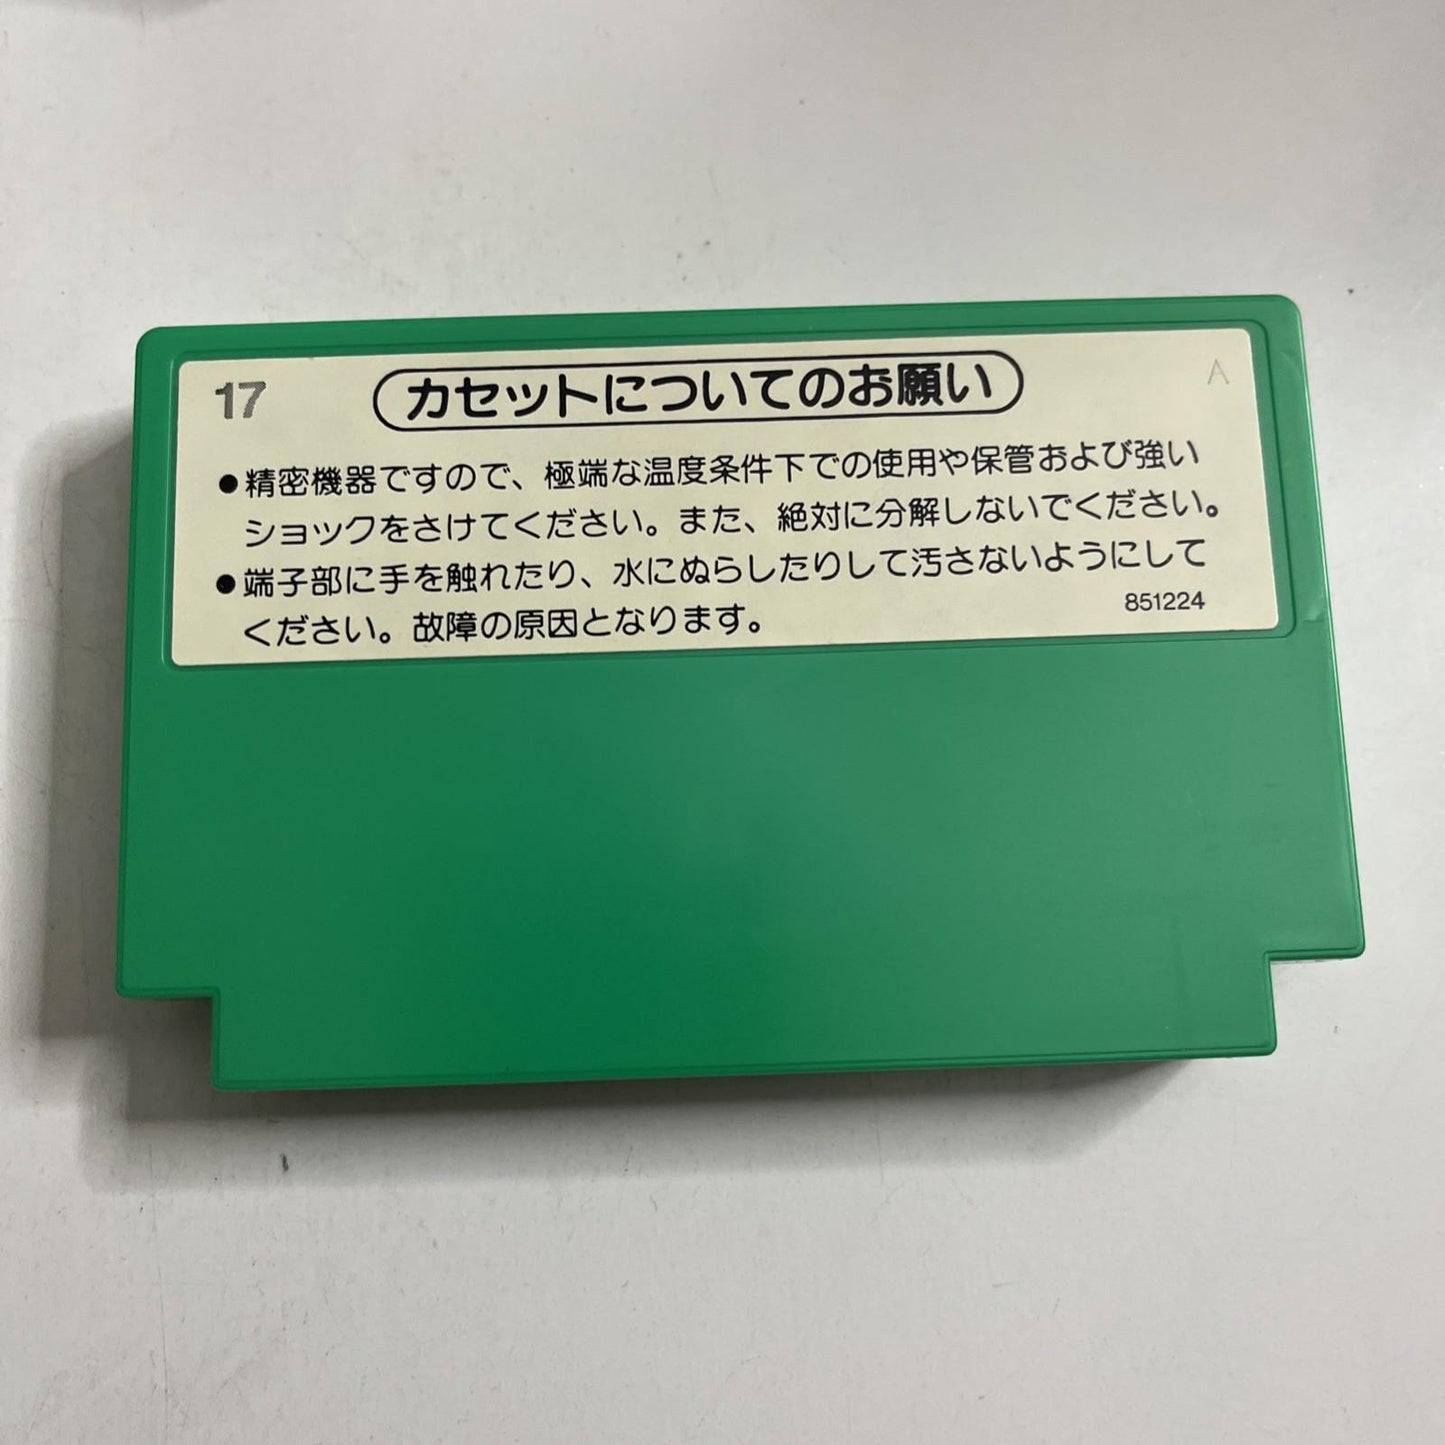 17
カセットについてのお願い
A
●精密機器ですので、極端な温度条件下での使用や保管および強い
ショックをさけてください。また、絶対に分解しないでください。
●端子部に手を触れたり、水にぬらしたりして汚さないようにして
ください。故障の原因となります。
851224